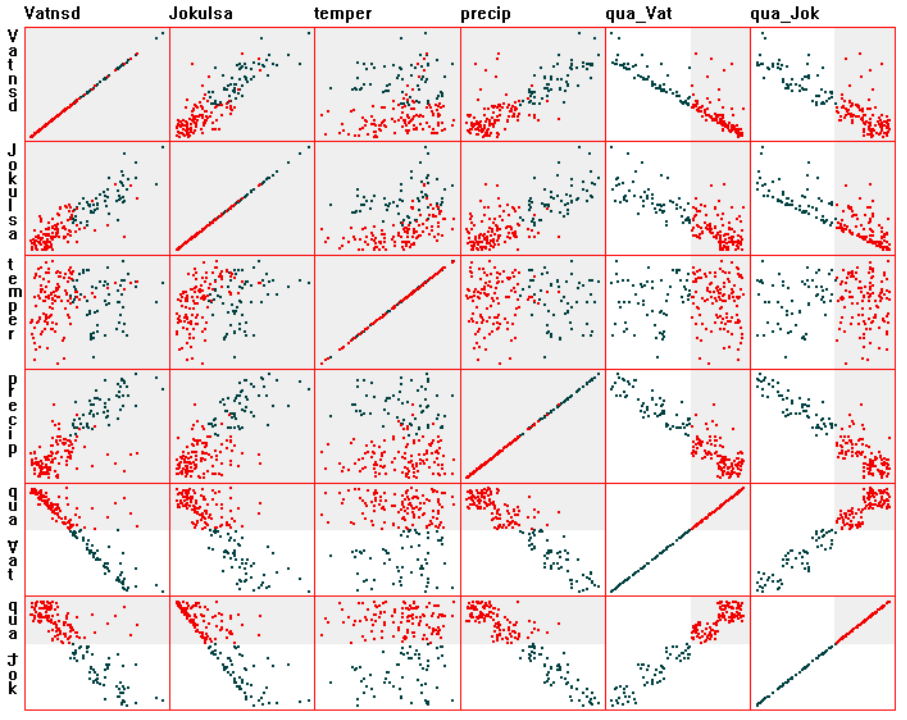 Vatnsd Jokulsa temper precip qua_Vat qua_Jok
Vatnsd
Jokulsa
temper
precip
qua_Vat
qua_Jok